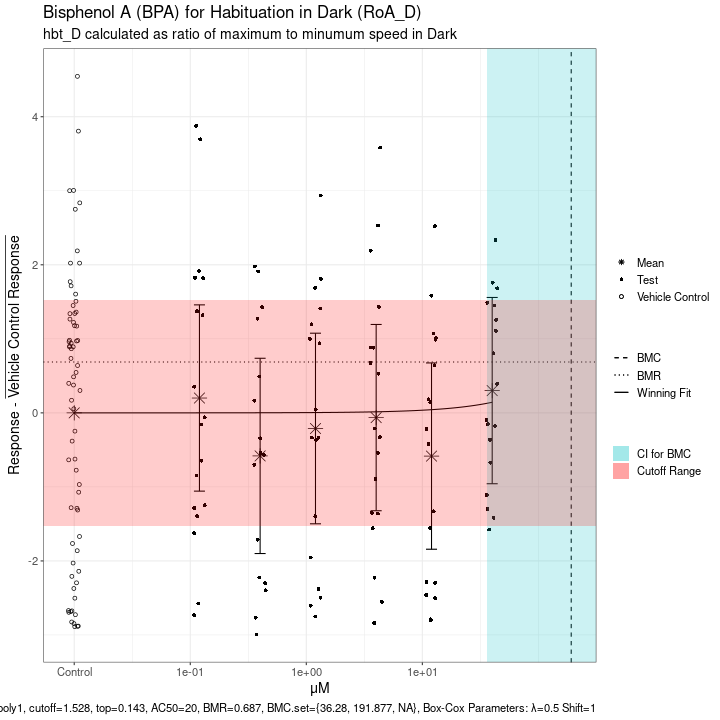 Bisphenol A (BPA) for Habituation in Dark (RoA_D)
hbt_D calculated as ratio of maximum to minumum speed in Dark
Response - Vehicle Control Response
4
2
0
-2
Control
1e-01
1e+00
1e+01
µM
Mean
Test
Vehicle Control
BMC
BMR
Winning Fit
CI for BMC
Cutoff Range
poly1, cutoff=1.528, top=0.143, AC50=20, BMR=0.687, BMC.set={36.28, 191.877, NA}, Box-Cox Parameters: λ=0.5 Shift=1